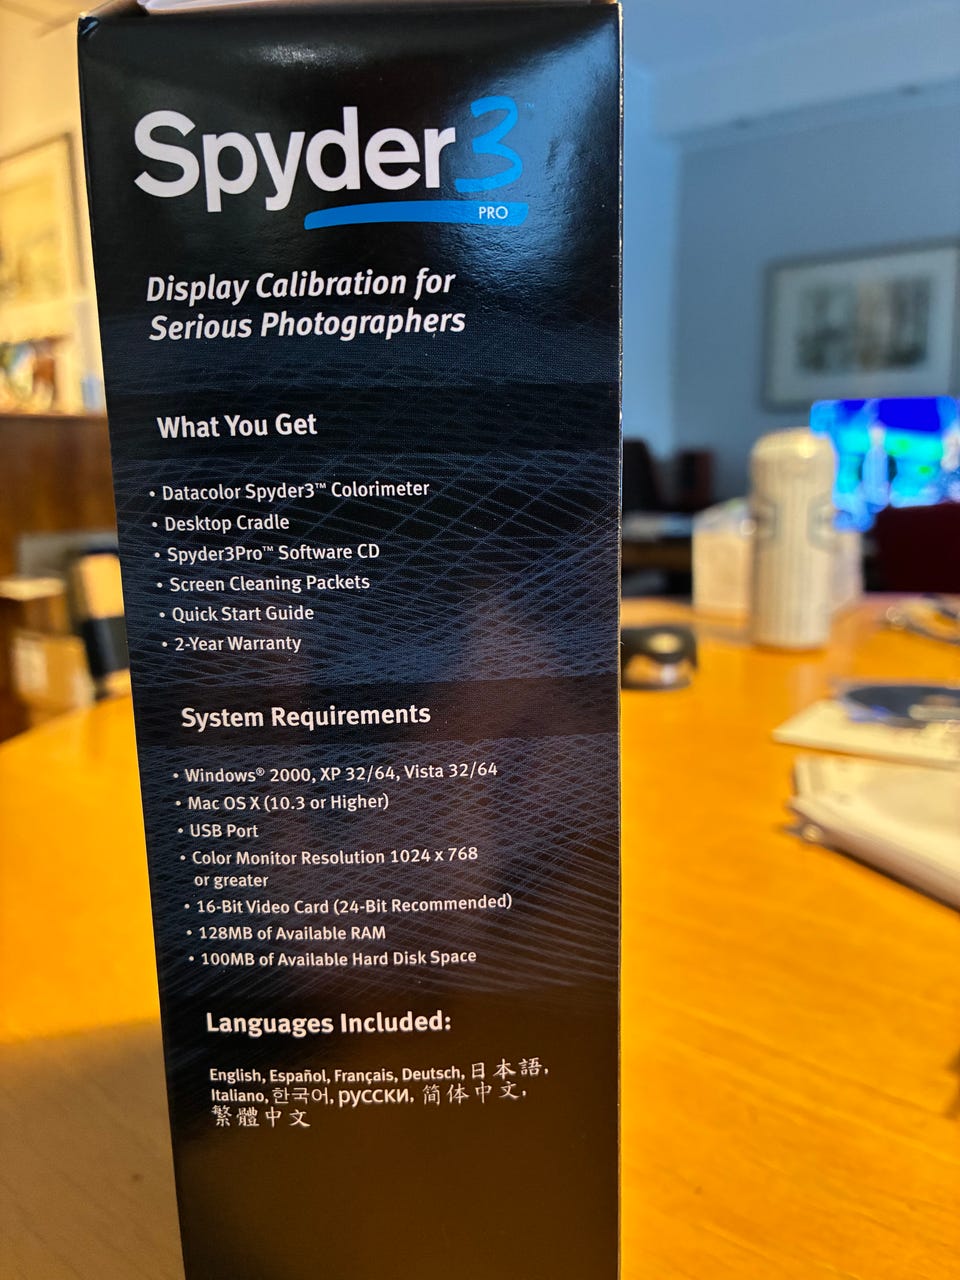 Spyder3™
PRO
Display Calibration for
Serious Photographers
What You Get
• Datacolor Spyder3™ Colorimeter
• Desktop Cradle
• Spyder3Pro™ Software CD
• Screen Cleaning Packets
• Quick Start Guide
• 2-Year Warranty
System Requirements
• Windows® 2000, XP 32/64, Vista 32/64
• Mac OS X (10.3 or Higher)
• USB Port
• Color Monitor Resolution 1024 x 768
or greater
• 16-Bit Video Card (24-Bit Recommended)
• 128MB of Available RAM
• 100MB of Available Hard Disk Space
Languages Included:
English, Español, Français, Deutsch, 日本語,
Italiano, 한국어, русски, 简体中文,
繁體中文